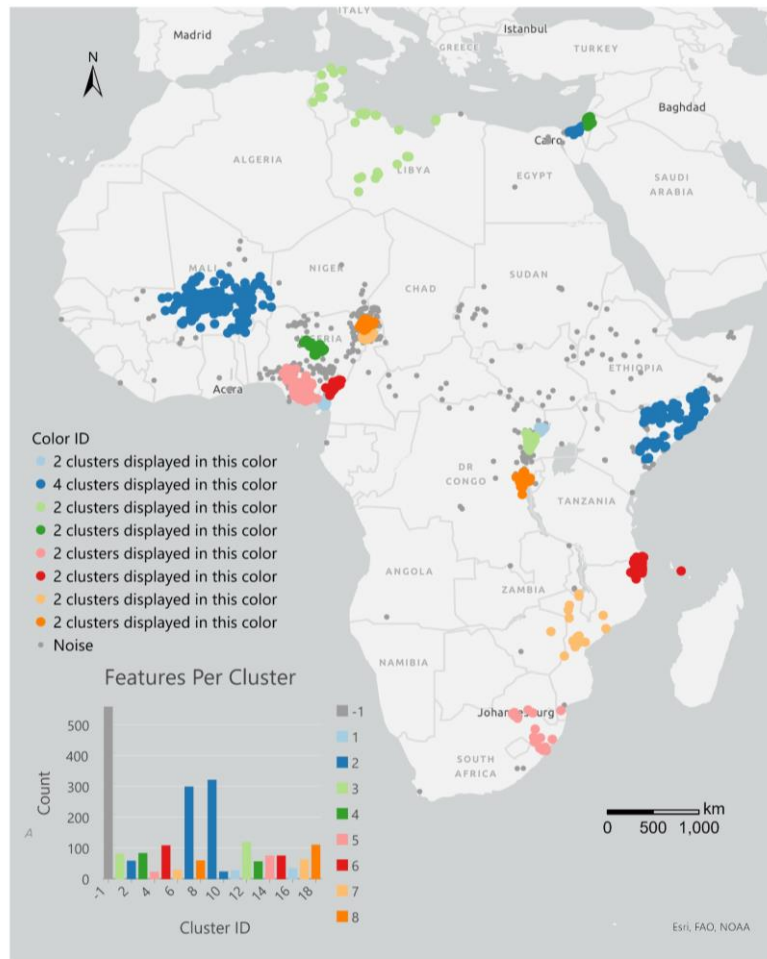 ITALY
Madrid
Istanbul
GREECE
TURKEY
N
Baghdad
Cairo
ALGERIA
LIBYA
EGYPT
SAUDI
ARABIA
MALI
NIGER
CHAD
SUDAN
ETHIOPIA
Accra
Color ID
2 clusters displayed in this color
4 clusters displayed in this color
2 clusters displayed in this color
2 clusters displayed in this color
2 clusters displayed in this color
2 clusters displayed in this color
2 clusters displayed in this color
2 clusters displayed in this color
Noise
DR
CONGO
TANZANIA
ANGOLA
ZAMBIA
NAMIBIA
Johannesburg
SOUTH
AFRICA
Features Per Cluster
500
400
300
200
100
0
Count
-1 2 4 6 8 10 12 14 16 18
Cluster ID
-1
1
2
3
4
5
6
7
8
km
0 500 1,000
A
Esri, FAO, NOAA